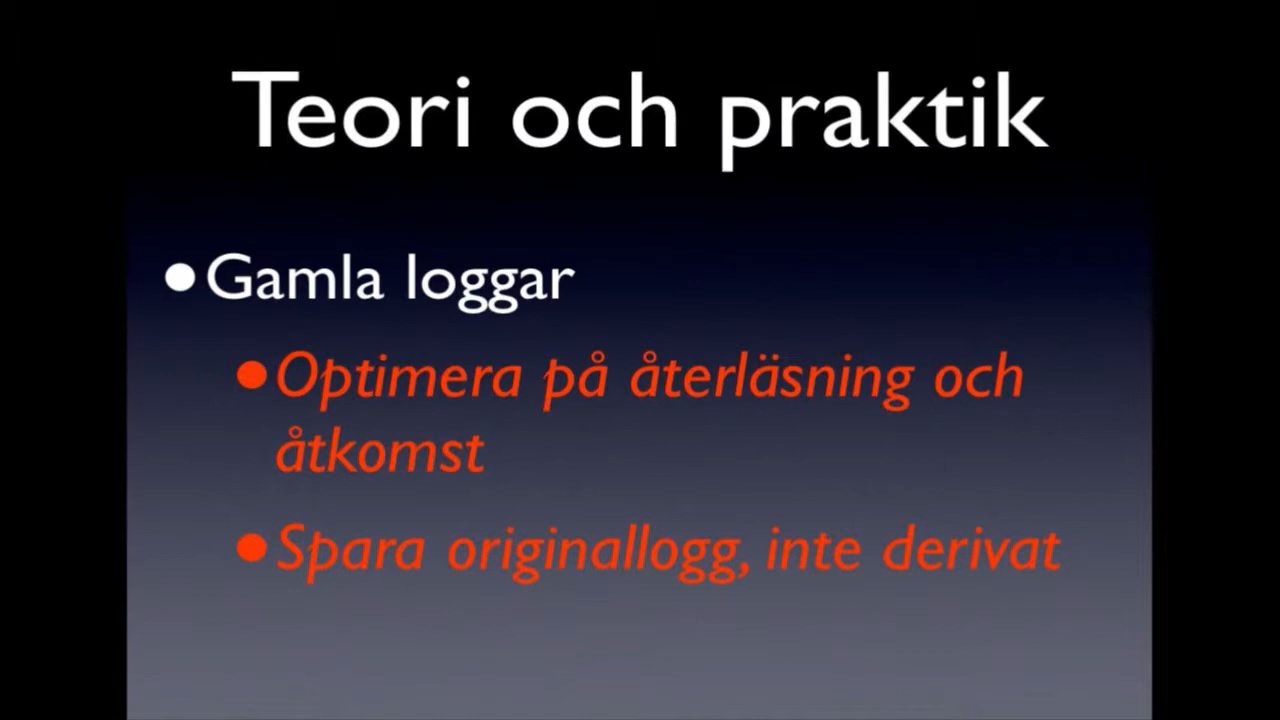 Teori och praktik
•Gamla loggar
•Optimera på återläsning och
åtkomst
•Spara originallogg, inte derivat